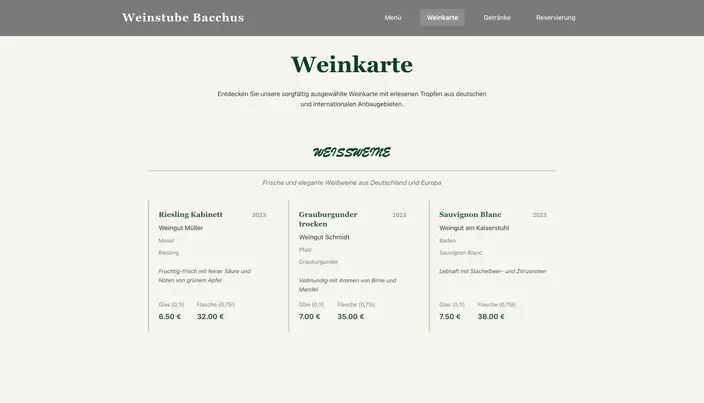 Weinstube Bacchus
Menü
Weinkarte
Getränke
Reservierung
Weinkarte
Entdecken Sie unsere sorgfältig ausgewählte Weinkarte mit erlesenen Tropfen aus deutschen
und internationalen Anbaugebieten.
WEISSWEINE
Frische und elegante Weißweine aus Deutschland und Europa
Riesling Kabinett
2023
Weingut Müller
Mosel
Riesling
Fruchtig-frisch mit feiner Säure und
Noten von grünem Apfel
Glas (0,1l)
Flasche (0,75l)
6.50 €
32.00 €
Grauburgunder
trocken
2023
Weingut Schmidt
Pfalz
Grauburgunder
Vollmundig mit Aromen von Birne und
Mandel
Glas (0,1l)
Flasche (0,75l)
7.00 €
35.00 €
Sauvignon Blanc
2023
Weingut am Kaiserstuhl
Baden
Sauvignon Blanc
Lebhaft mit Stachelbeer- und Zitrusnoten
Glas (0,1l)
Flasche (0,75l)
7.50 €
38.00 €